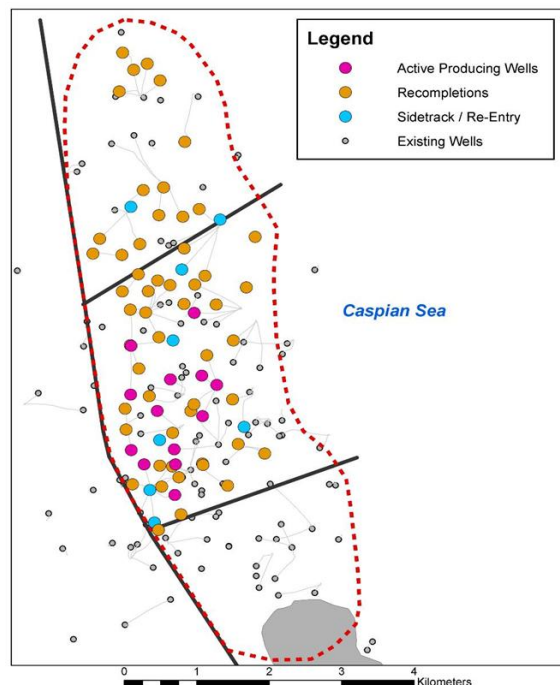 Legend
Active Producing Wells
Recompletions
Sidetrack / Re-Entry
Existing Wells
Caspian Sea
0 1 2 3 4
Kilometers